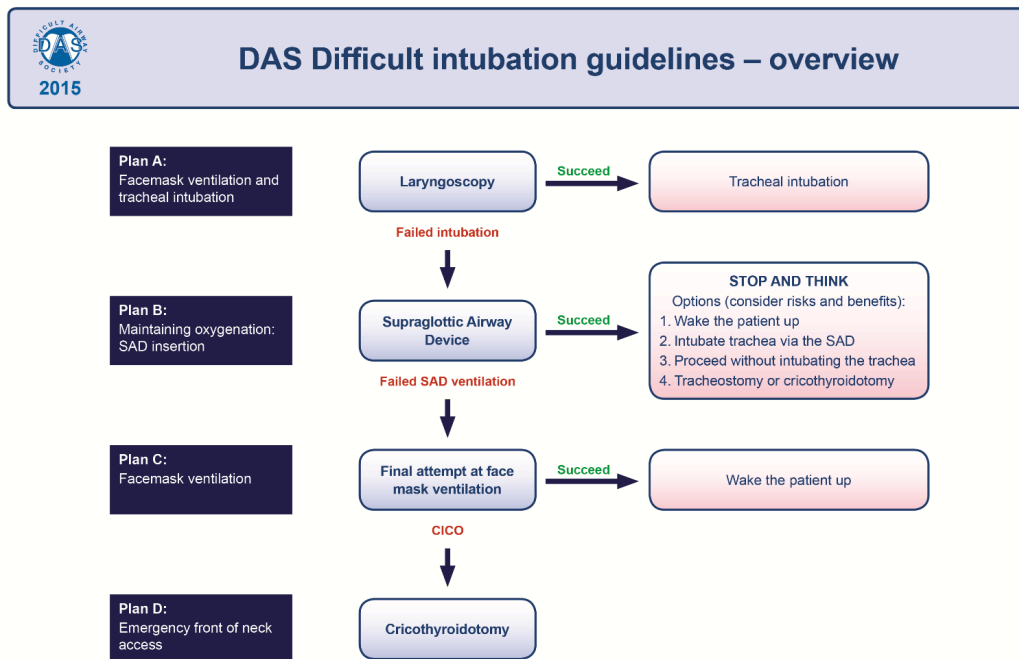 DIFFICULT AIRWAY
DAS
SOCIETY
2015
DAS Difficult intubation guidelines – overview
Plan A:
Facemask ventilation and
tracheal intubation
Laryngoscopy
Succeed
Tracheal intubation
Failed intubation
Plan B:
Maintaining oxygenation:
SAD insertion
Supraglottic Airway
Device
Succeed
STOP AND THINK
Options (consider risks and benefits):
1. Wake the patient up
2. Intubate trachea via the SAD
3. Proceed without intubating the trachea
4. Tracheostomy or cricothyroidotomy
Failed SAD ventilation
Plan C:
Facemask ventilation
Final attempt at face
mask ventilation
Succeed
Wake the patient up
CICO
Plan D:
Emergency front of neck
access
Cricothyroidotomy